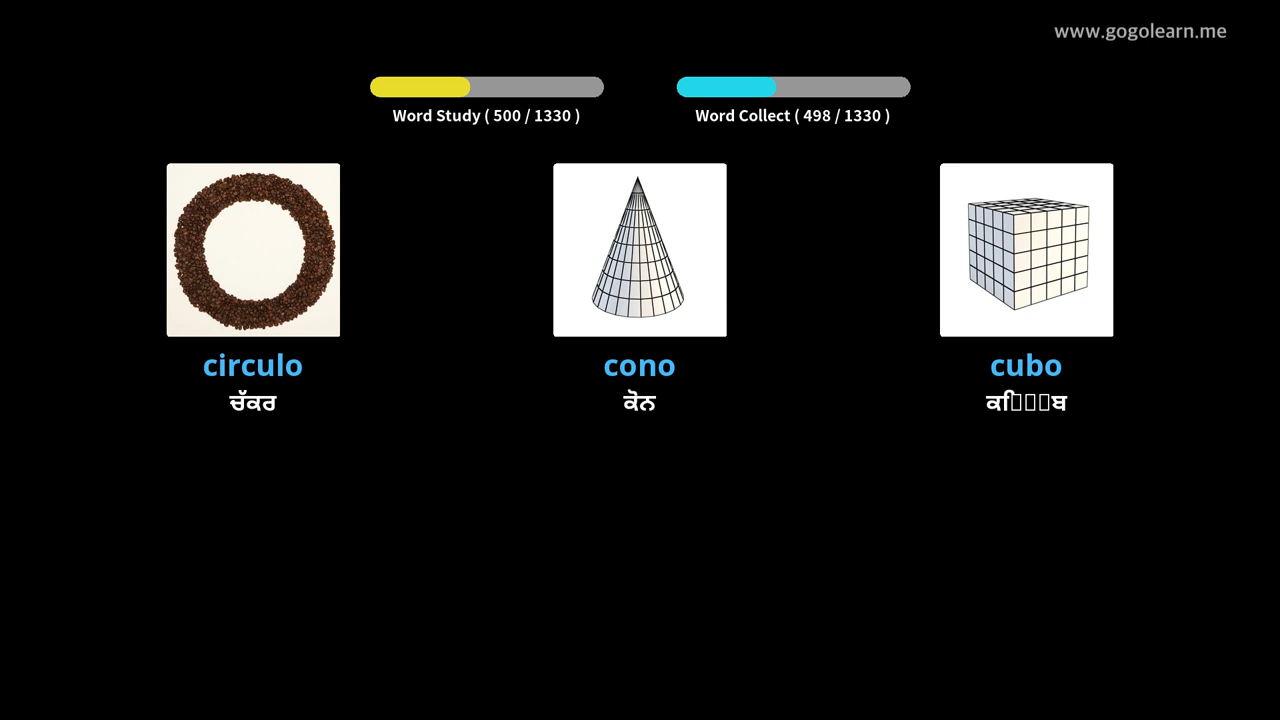 www.gogolearn.me
Word Study ( 500 / 1330 )
Word Collect ( 498 / 1330 )
circulo
cono
cubo
ਚੱਕਰ
ਕੋਨ